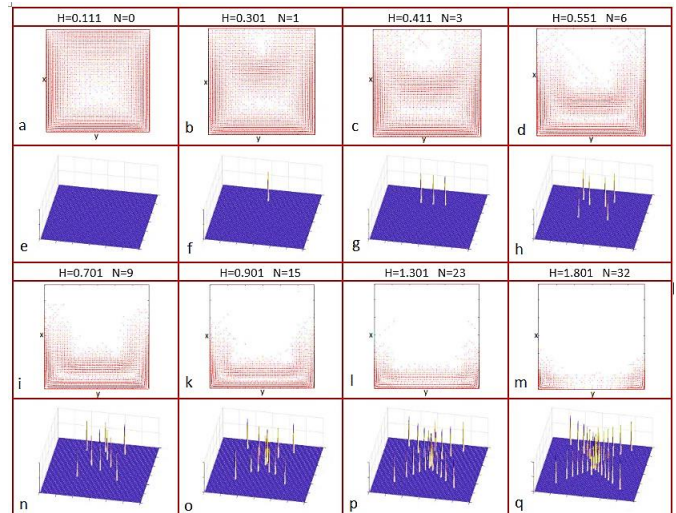 H=0.111 N=0 H=0.301 N=1 H=0.411 N=3 H=0.551 N=6
x x x x
a b c d
y y y y
e f g h
H=0.701 N=9 H=0.901 N=15 H=1.301 N=23 H=1.801 N=32
x x x x
i k l m
y y y y
n o p q